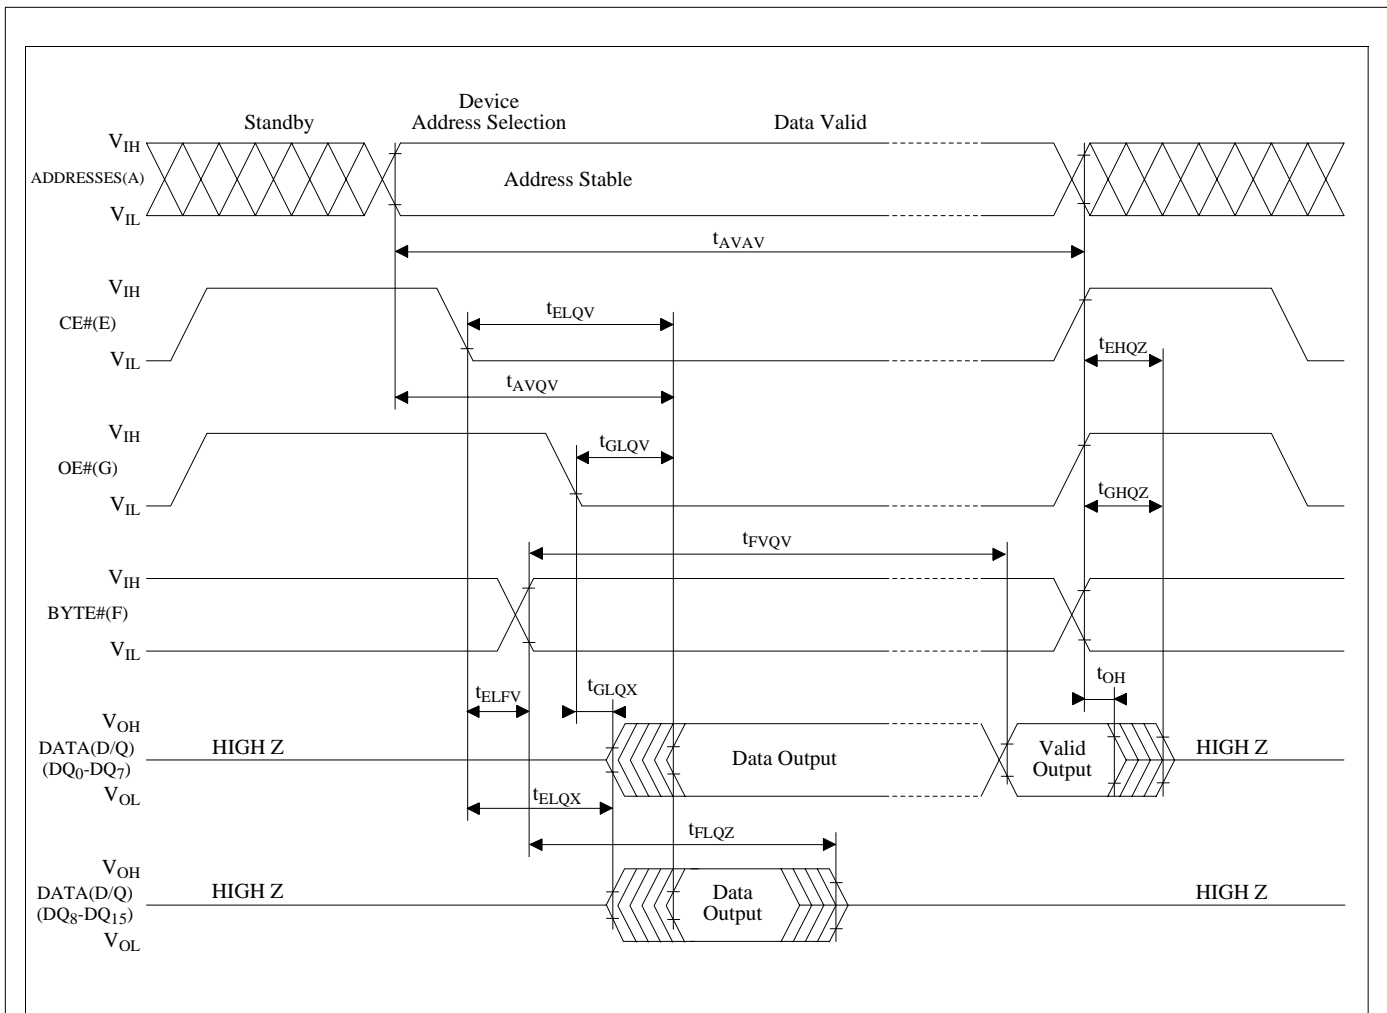 Device
Standby Address Selection Data Valid
VIH
ADDRESSES(A) Address Stable
VIL
tAVAV
VIH
tELQV
CE#(E)
tEHQZ
VIL
tAVQV
VIH
tGLQV
OE#(G)
tGHQZ
VIL
tFVQV
VIH
BYTE#(F)
VIL
tELFV tGLQX tOH
VOH
DATA(D/Q) HIGH Z Data Output Valid HIGH Z
(DQ0-DQ7) Output
VOL
tELQX
tFLQZ
VOH
DATA(D/Q) HIGH Z Data HIGH Z
(DQ8-DQ15) Output
VOL